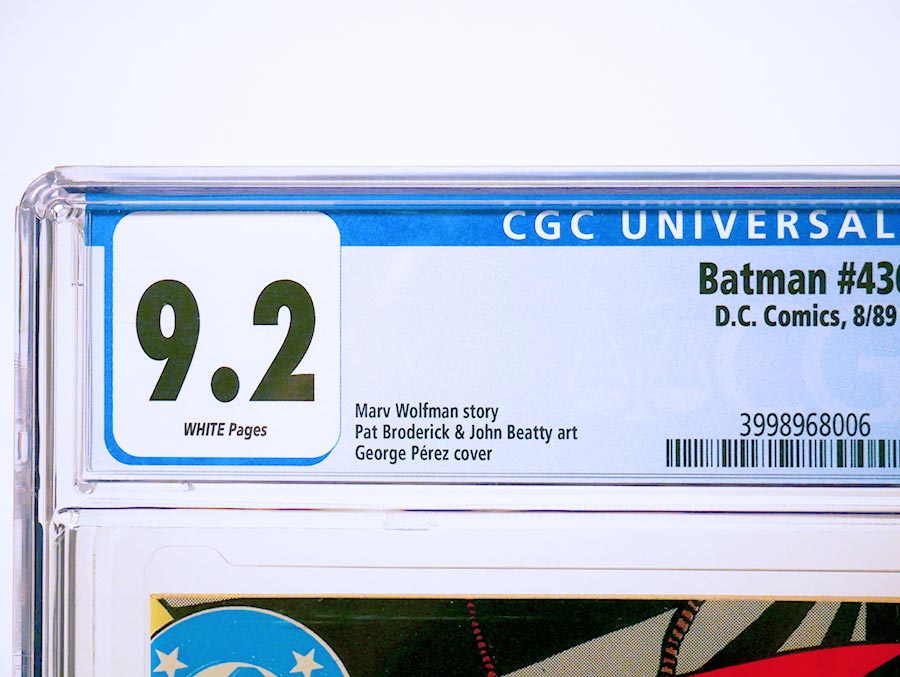 CGC UNIVERSAL
9.2
WHITE Pages
Batman #436
D.C. Comics, 8/89
Marv Wolfman story
Pat Broderick & John Beatty art
George Pérez cover
3998968006